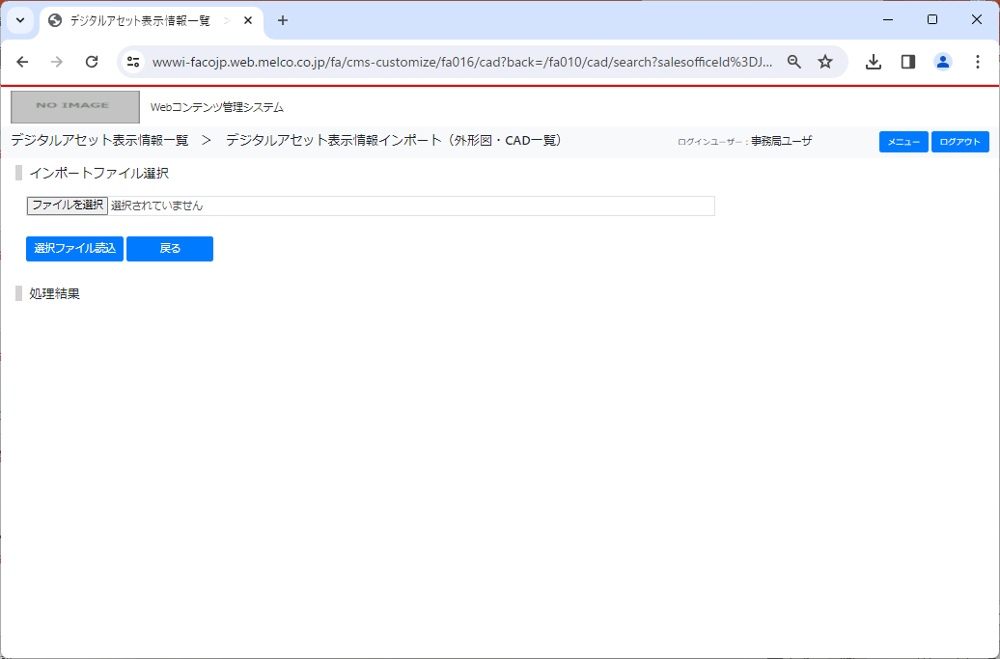 デジタルアセット表示情報一覧　＞
wwwi-facojp.web.melco.co.jp/fa/cms-customize/fa016/cad?back=/fa010/cad/search?salesofficeId%3DJ...
NO IMAGE
Webコンテンツ管理システム
デジタルアセット表示情報一覧　＞　デジタルアセット表示情報インポート（外形図・CAD一覧）
ログインユーザー：事務局ユーザ
メニュー
ログアウト
インポートファイル選択
ファイルを選択 選択されていません
選択ファイル読込
戻る
処理結果